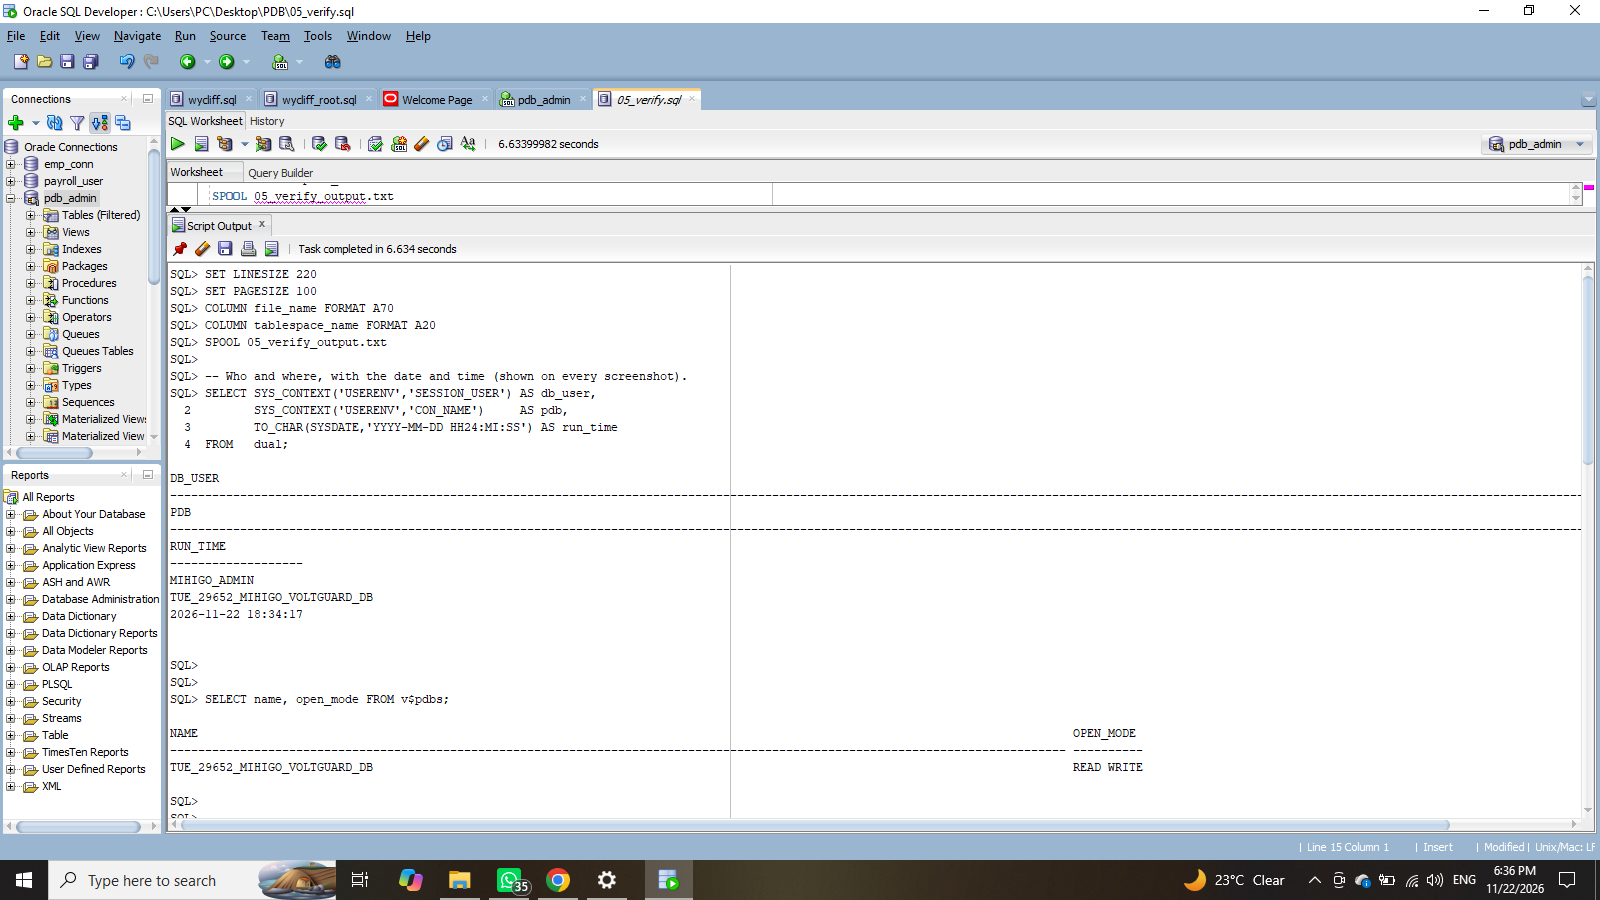 Oracle SQL Developer : C:\Users\PC\Desktop\PDB\05_verify.sql
File Edit View Navigate Run Source Team Tools Window Help
Connections
wycliff.sql
wycliff_root.sql
Welcome Page
pdb_admin
05_verify.sql
SQL Worksheet History
6.63399982 seconds
pdb_admin
Worksheet Query Builder
SPOOL 05_verify_output.txt
Oracle Connections
emp_conn
payroll_user
pdb_admin
Tables (Filtered)
Views
Indexes
Packages
Procedures
Functions
Operators
Queues
Queues Tables
Triggers
Types
Sequences
Materialized Views
Materialized View
Script Output
Task completed in 6.634 seconds
SQL> SET LINESIZE 220
SQL> SET PAGESIZE 100
SQL> COLUMN file_name FORMAT A70
SQL> COLUMN tablespace_name FORMAT A20
SQL> SPOOL 05_verify_output.txt
SQL>
SQL> -- Who and where, with the date and time (shown on every screenshot).
SQL> SELECT SYS_CONTEXT('USERENV','SESSION_USER') AS db_user,
2 SYS_CONTEXT('USERENV','CON_NAME') AS pdb,
3 TO_CHAR(SYSDATE,'YYYY-MM-DD HH24:MI:SS') AS run_time
4 FROM dual;
DB_USER
PDB
RUN_TIME
-------------------
MIHIGO_ADMIN
TUE_29652_MIHIGO_VOLTGUARD_DB
2026-11-22 18:34:17
SQL>
SQL>
SQL> SELECT name, open_mode FROM v$pdbs;
NAME OPEN_MODE
TUE_29652_MIHIGO_VOLTGUARD_DB READ WRITE
SQL>
SQL>
Reports
All Reports
About Your Database
All Objects
Analytic View Reports
Application Express
ASH and AWR
Database Administration
Data Dictionary
Data Dictionary Reports
Data Modeler Reports
OLAP Reports
PLSQL
Security
Streams
Table
TimesTen Reports
User Defined Reports
XML
Line 15 Column 1 | Insert | Modified | Unix/Mac: LF
Type here to search
35
23°C Clear
ENG
6:36 PM
11/22/2026